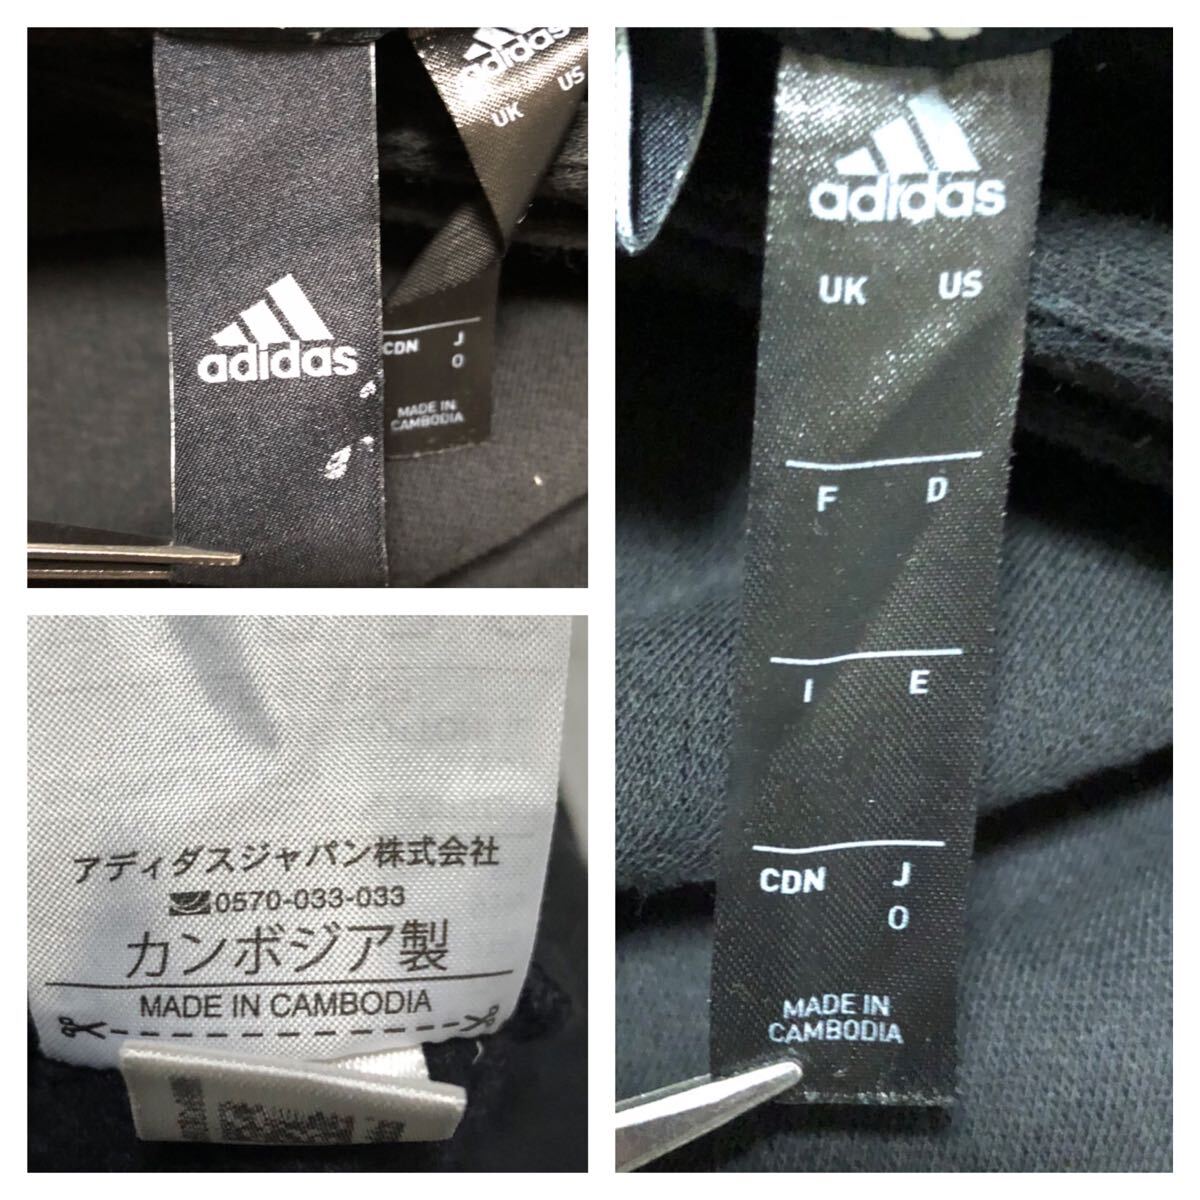 adidas
adidas
UK US
CDN J
O
MADE IN
CAMBODIA
アディダスジャパン株式会社
0570-033-033
カンボジア製
MADE IN CAMBODIA
adidas
UK US
F D
I E
CDN J
O
MADE IN
CAMBODIA